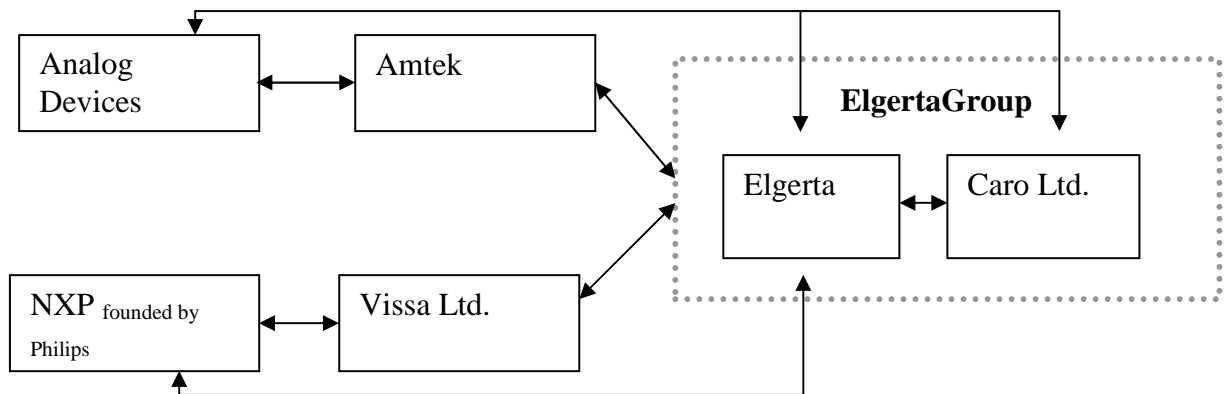 Analog
Devices
Amtek
ElgertaGroup
Elgerta
Caro Ltd.
NXP founded by
Philips
Vissa Ltd.